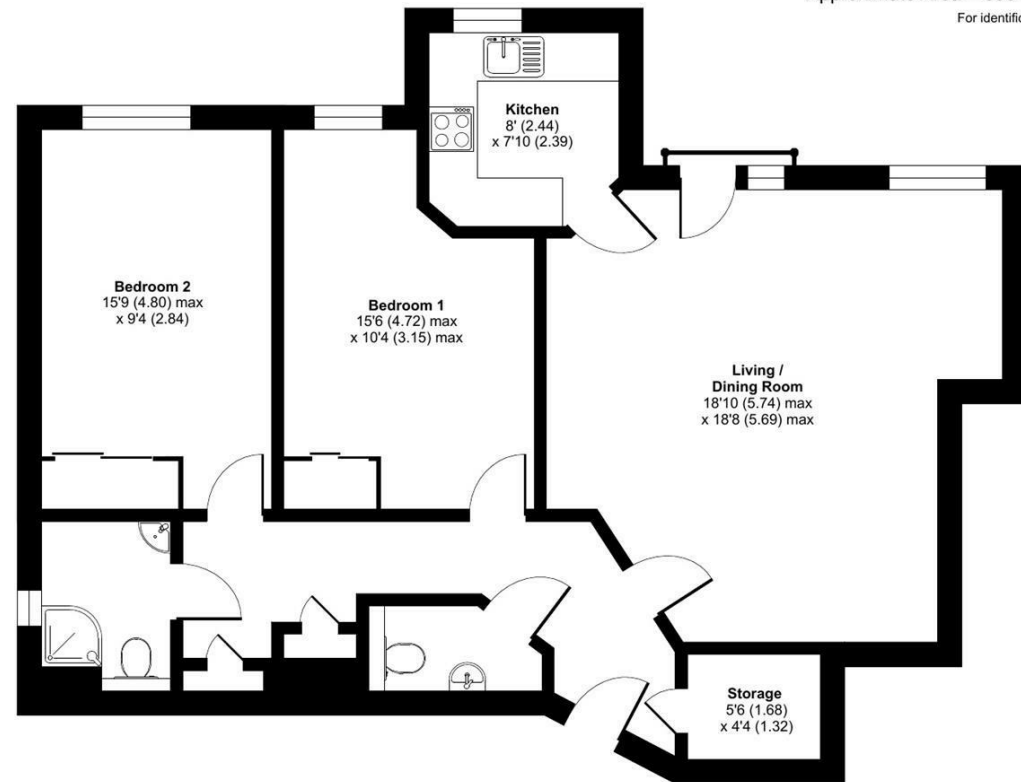 For identific
Kitchen
8' (2.44)
x 7'10 (2.39)
Bedroom 2
15'9 (4.80) max
x 9'4 (2.84)
Bedroom 1
15'6 (4.72) max
x 10'4 (3.15) max
Living /
Dining Room
18'10 (5.74) max
x 18'8 (5.69) max
Storage
5'6 (1.68)
x 4'4 (1.32)